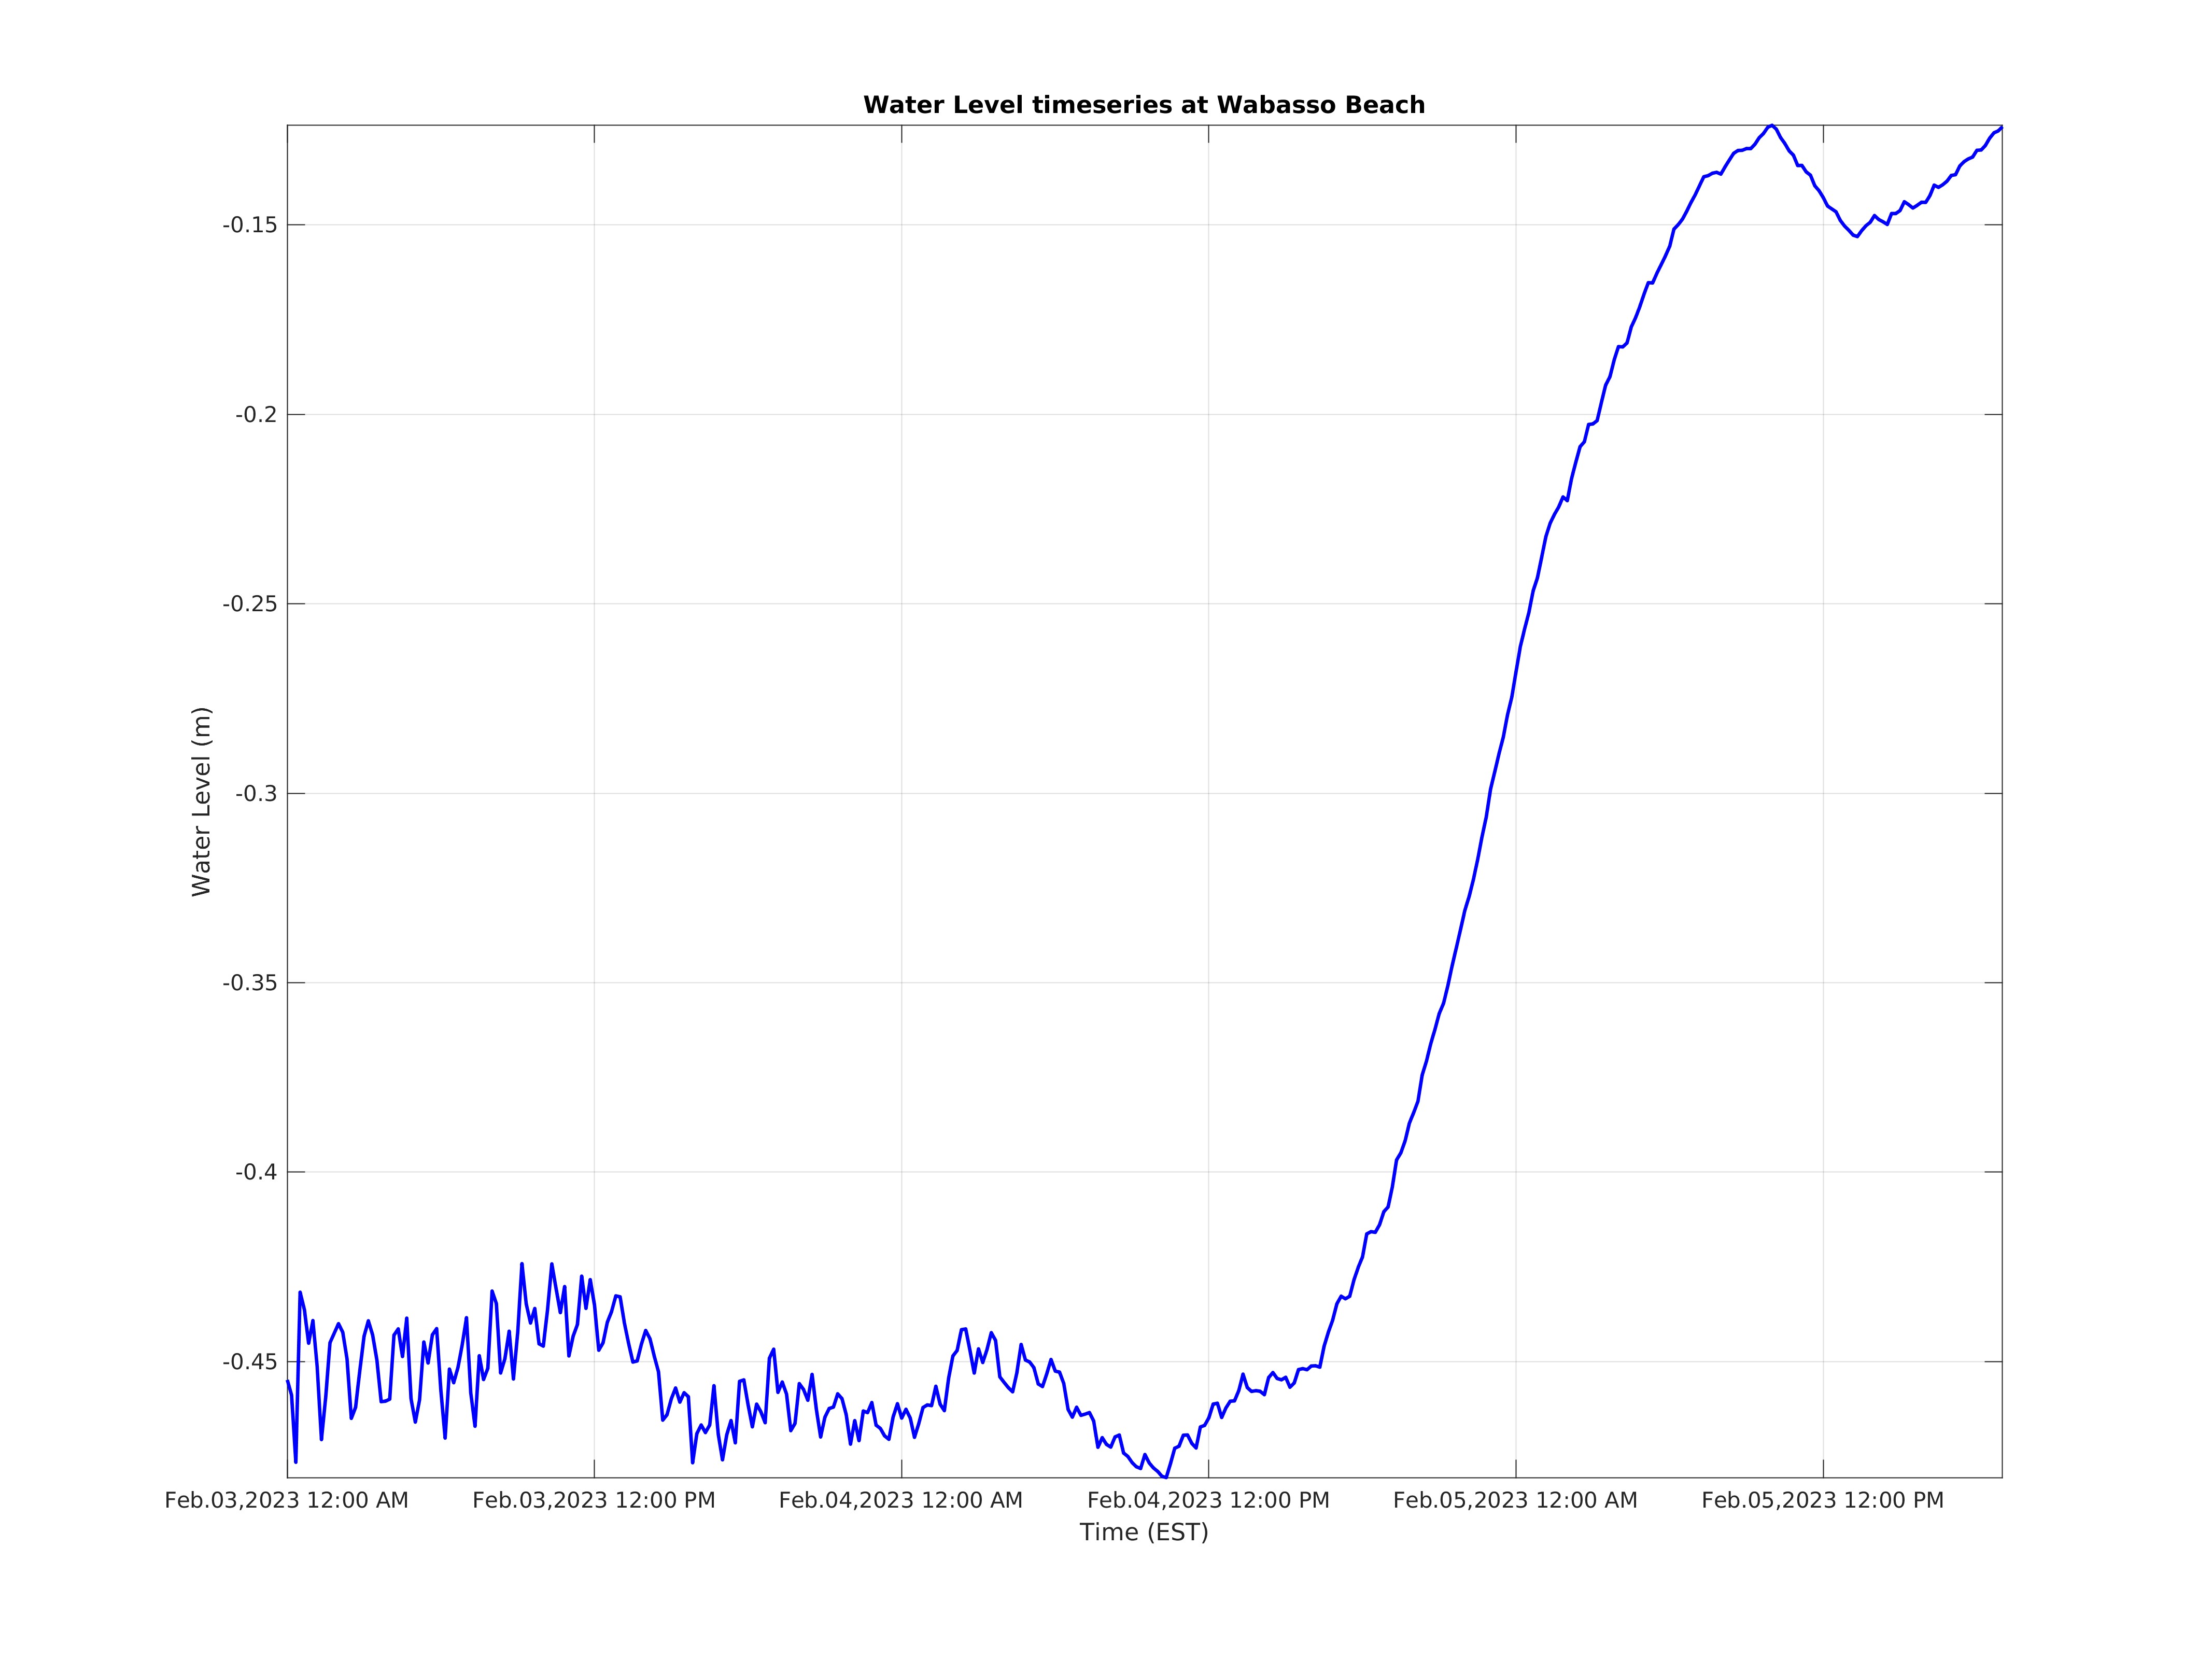 Water Level timeseries at Wabasso Beach
Water Level (m)
-0.15
-0.2
-0.25
-0.3
-0.35
-0.4
-0.45
Feb.03,2023 12:00 AM
Feb.03,2023 12:00 PM
Feb.04,2023 12:00 AM
Feb.04,2023 12:00 PM
Feb.05,2023 12:00 AM
Feb.05,2023 12:00 PM
Time (EST)